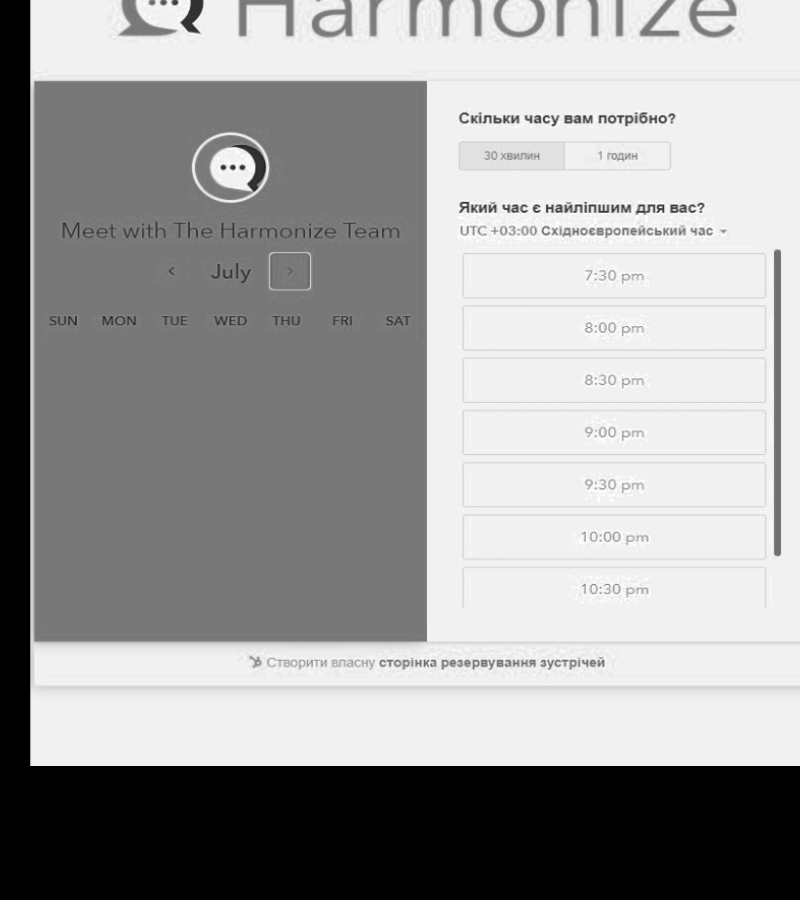 Harmonize
Meet with The Harmonize Team
July
SUN MON TUE WED THU FRI SAT
Скільки часу вам потрібно?
30 хвилин 1 годин
Який час є найліпшим для вас?
UTC +03:00 Східноєвропейський час
7:30 pm
8:00 pm
8:30 pm
9:00 pm
9:30 pm
10:00 pm
10:30 pm
Створити власну сторінка резервування зустрічей